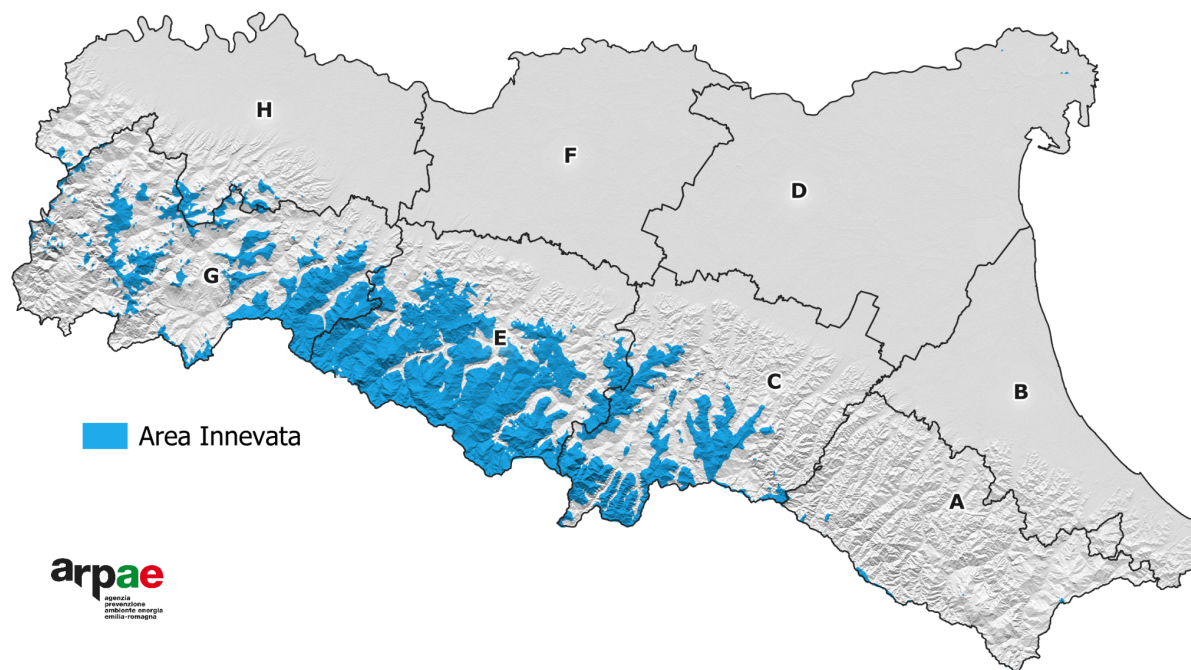 H
F
D
G
E
C
B
A
Area Innevata
arpae
agenzia
prevenzione
ambiente energia
emilia-romagna